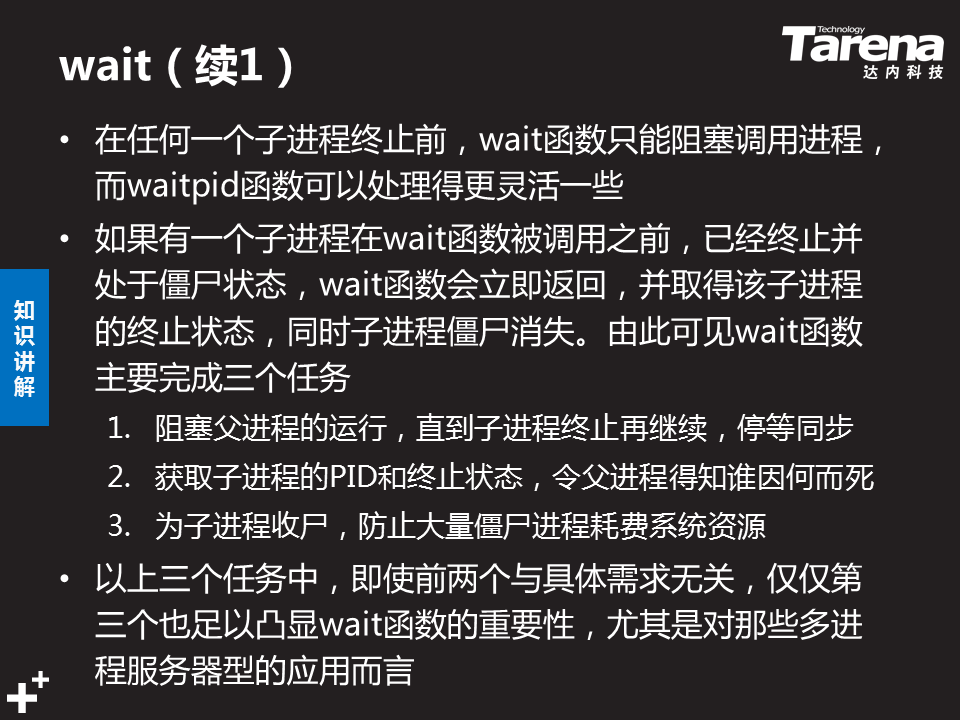 wait（续1）
Technology
Tarena
达内科技
• 在任何一个子进程终止前，wait函数只能阻塞调用进程，
而waitpid函数可以处理得更灵活一些
• 如果有一个子进程在wait函数被调用之前，已经终止并
处于僵尸状态，wait函数会立即返回，并取得该子进程
的终止状态，同时子进程僵尸消失。由此可见wait函数
主要完成三个任务
1. 阻塞父进程的运行，直到子进程终止再继续，停等同步
2. 获取子进程的PID和终止状态，令父进程得知谁因何而死
3. 为子进程收尸，防止大量僵尸进程耗费系统资源
• 以上三个任务中，即使前两个与具体需求无关，仅仅第
三个也足以凸显wait函数的重要性，尤其是对那些多进
程服务器型的应用而言
知
识
讲
解